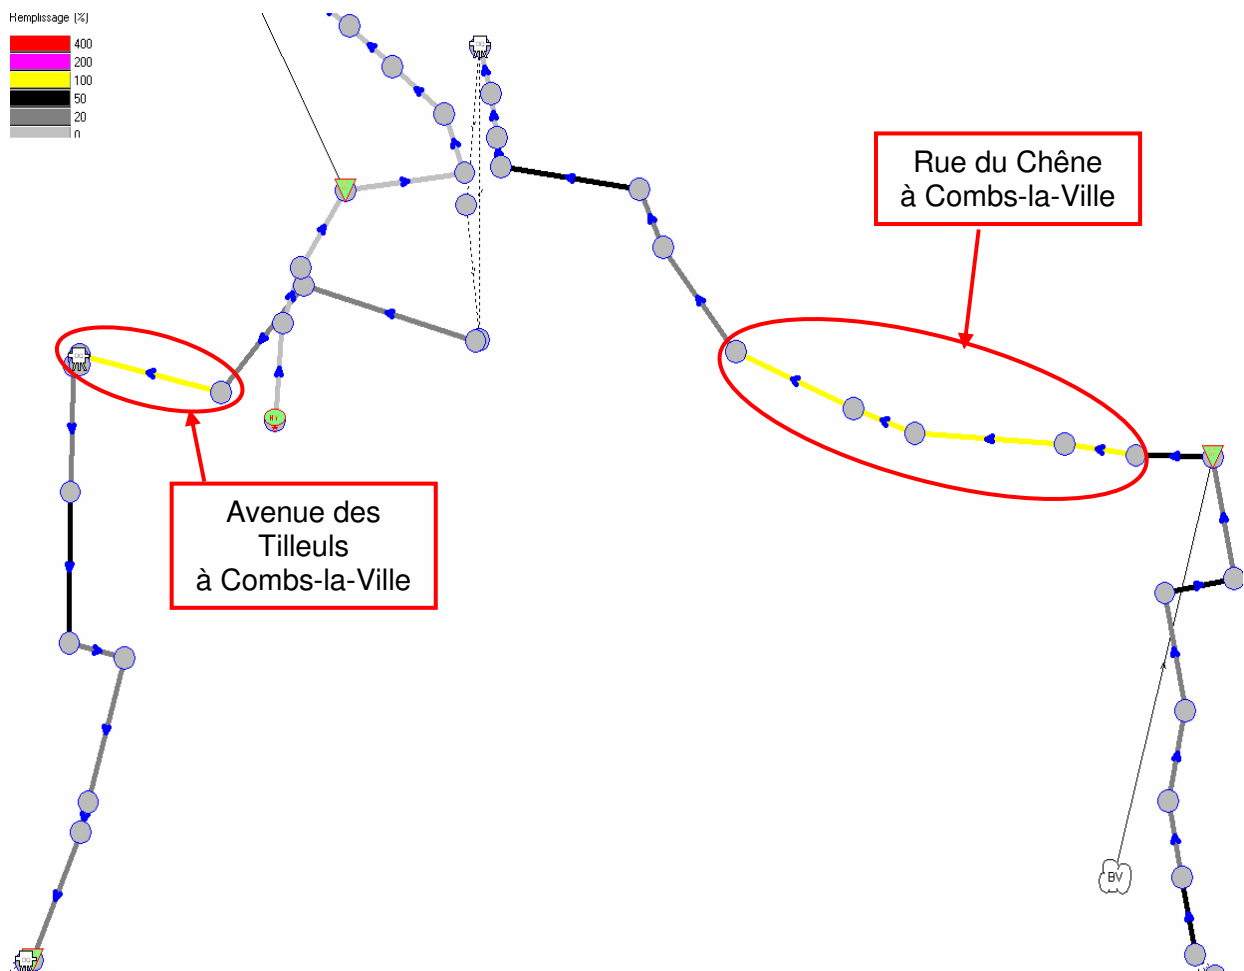 Remplissage (%)
400
200
100
50
20
0
Rue du Chêne
à Combs-la-Ville
Avenue des
Tilleuls
à Combs-la-Ville
BV